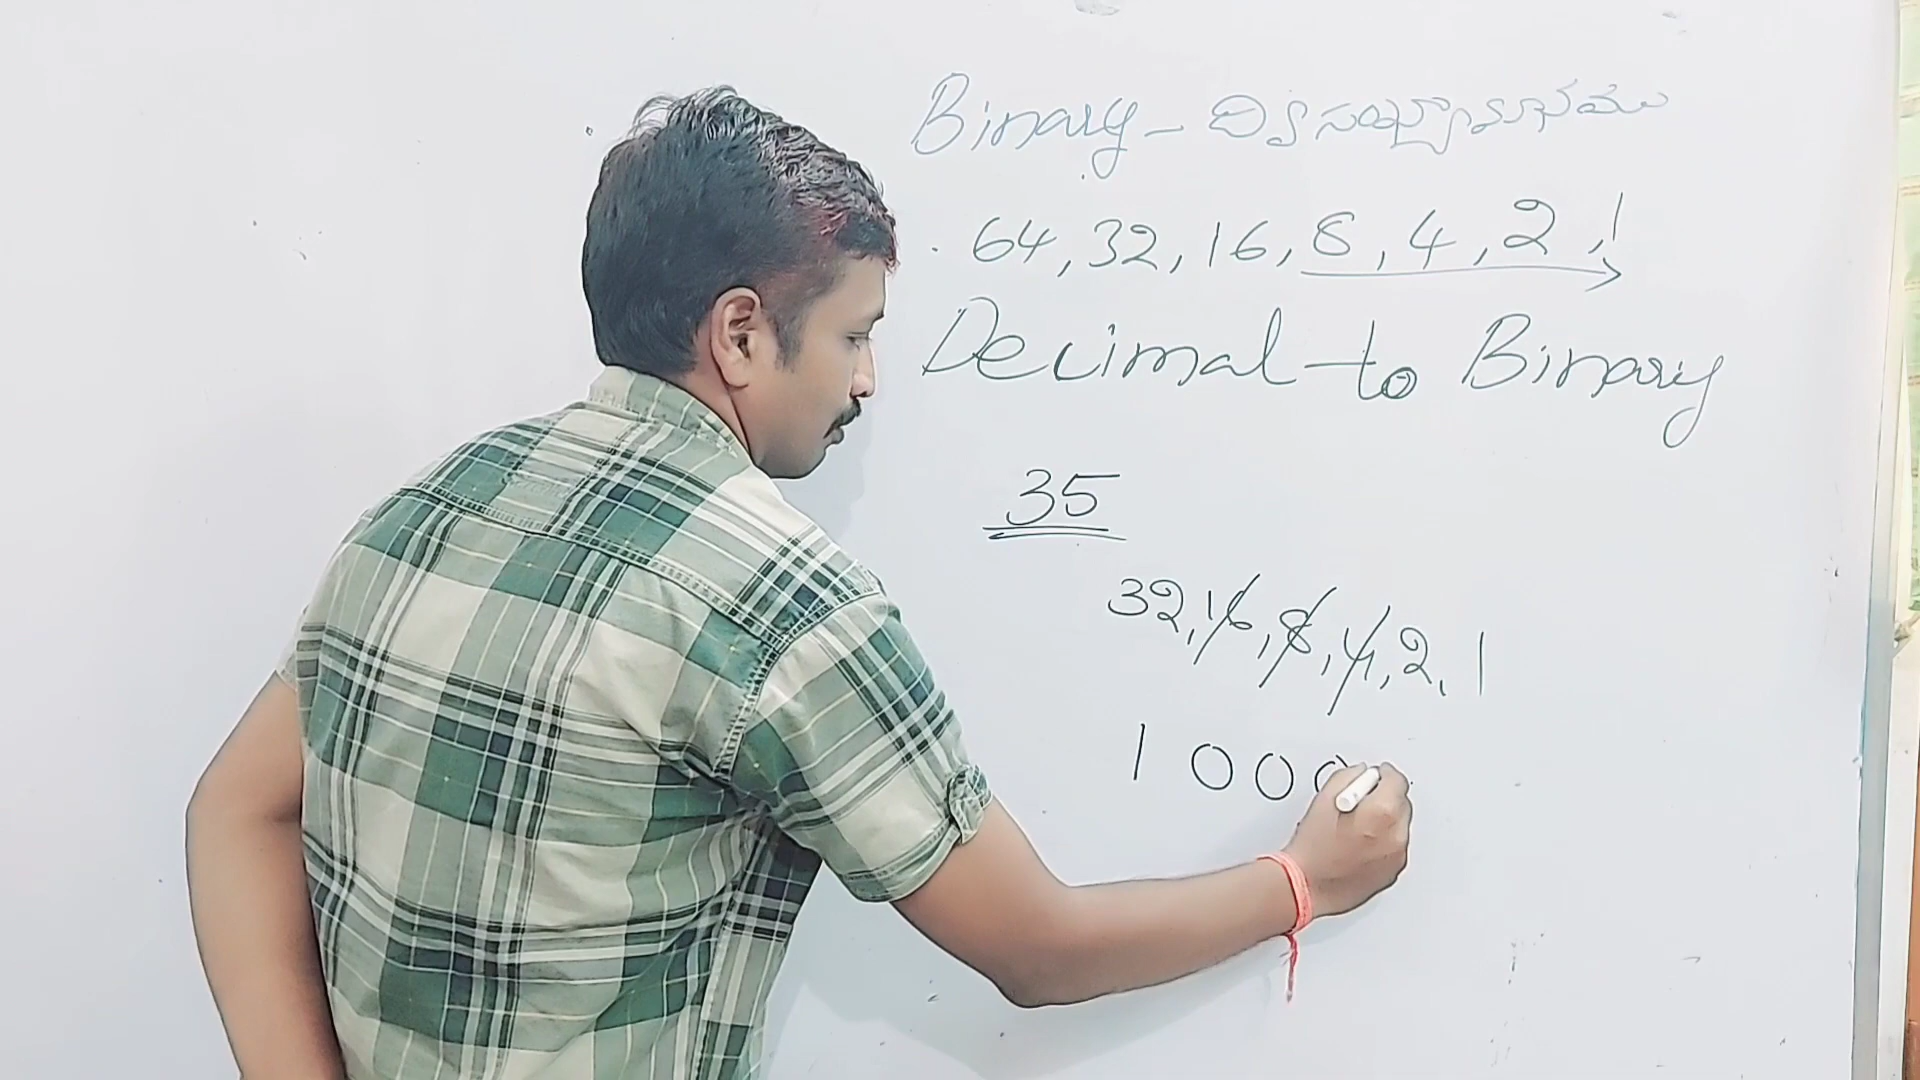 Binary - ద్విసంఖ్యామానము
64, 32, 16, 8, 4, 2, 1
Decimal to Binary
35
32, 16, 8, 4, 2, 1
1 0 0 0